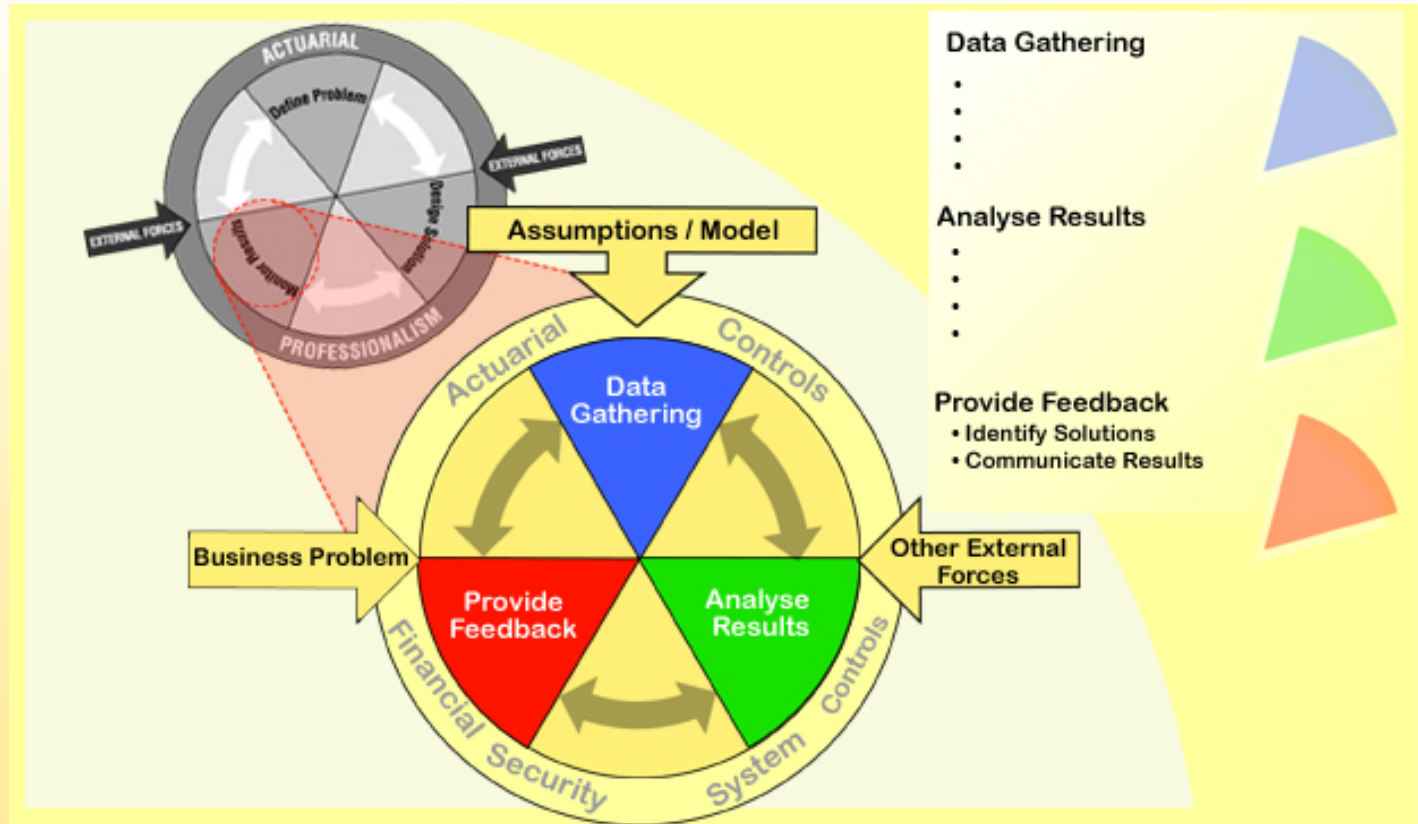 ACTUARIAL
Define Problem
Design Solution
Monitor Results
PROFESSIONALISM
EXTERNAL FORCES
EXTERNAL FORCES
Assumptions / Model
Actuarial Controls
Data
Gathering
Business Problem
Other External
Forces
Provide
Feedback
Analyse
Results
Financial Security System Controls
Data Gathering
•
•
•
•
Analyse Results
•
•
•
•
Provide Feedback
• Identify Solutions
• Communicate Results